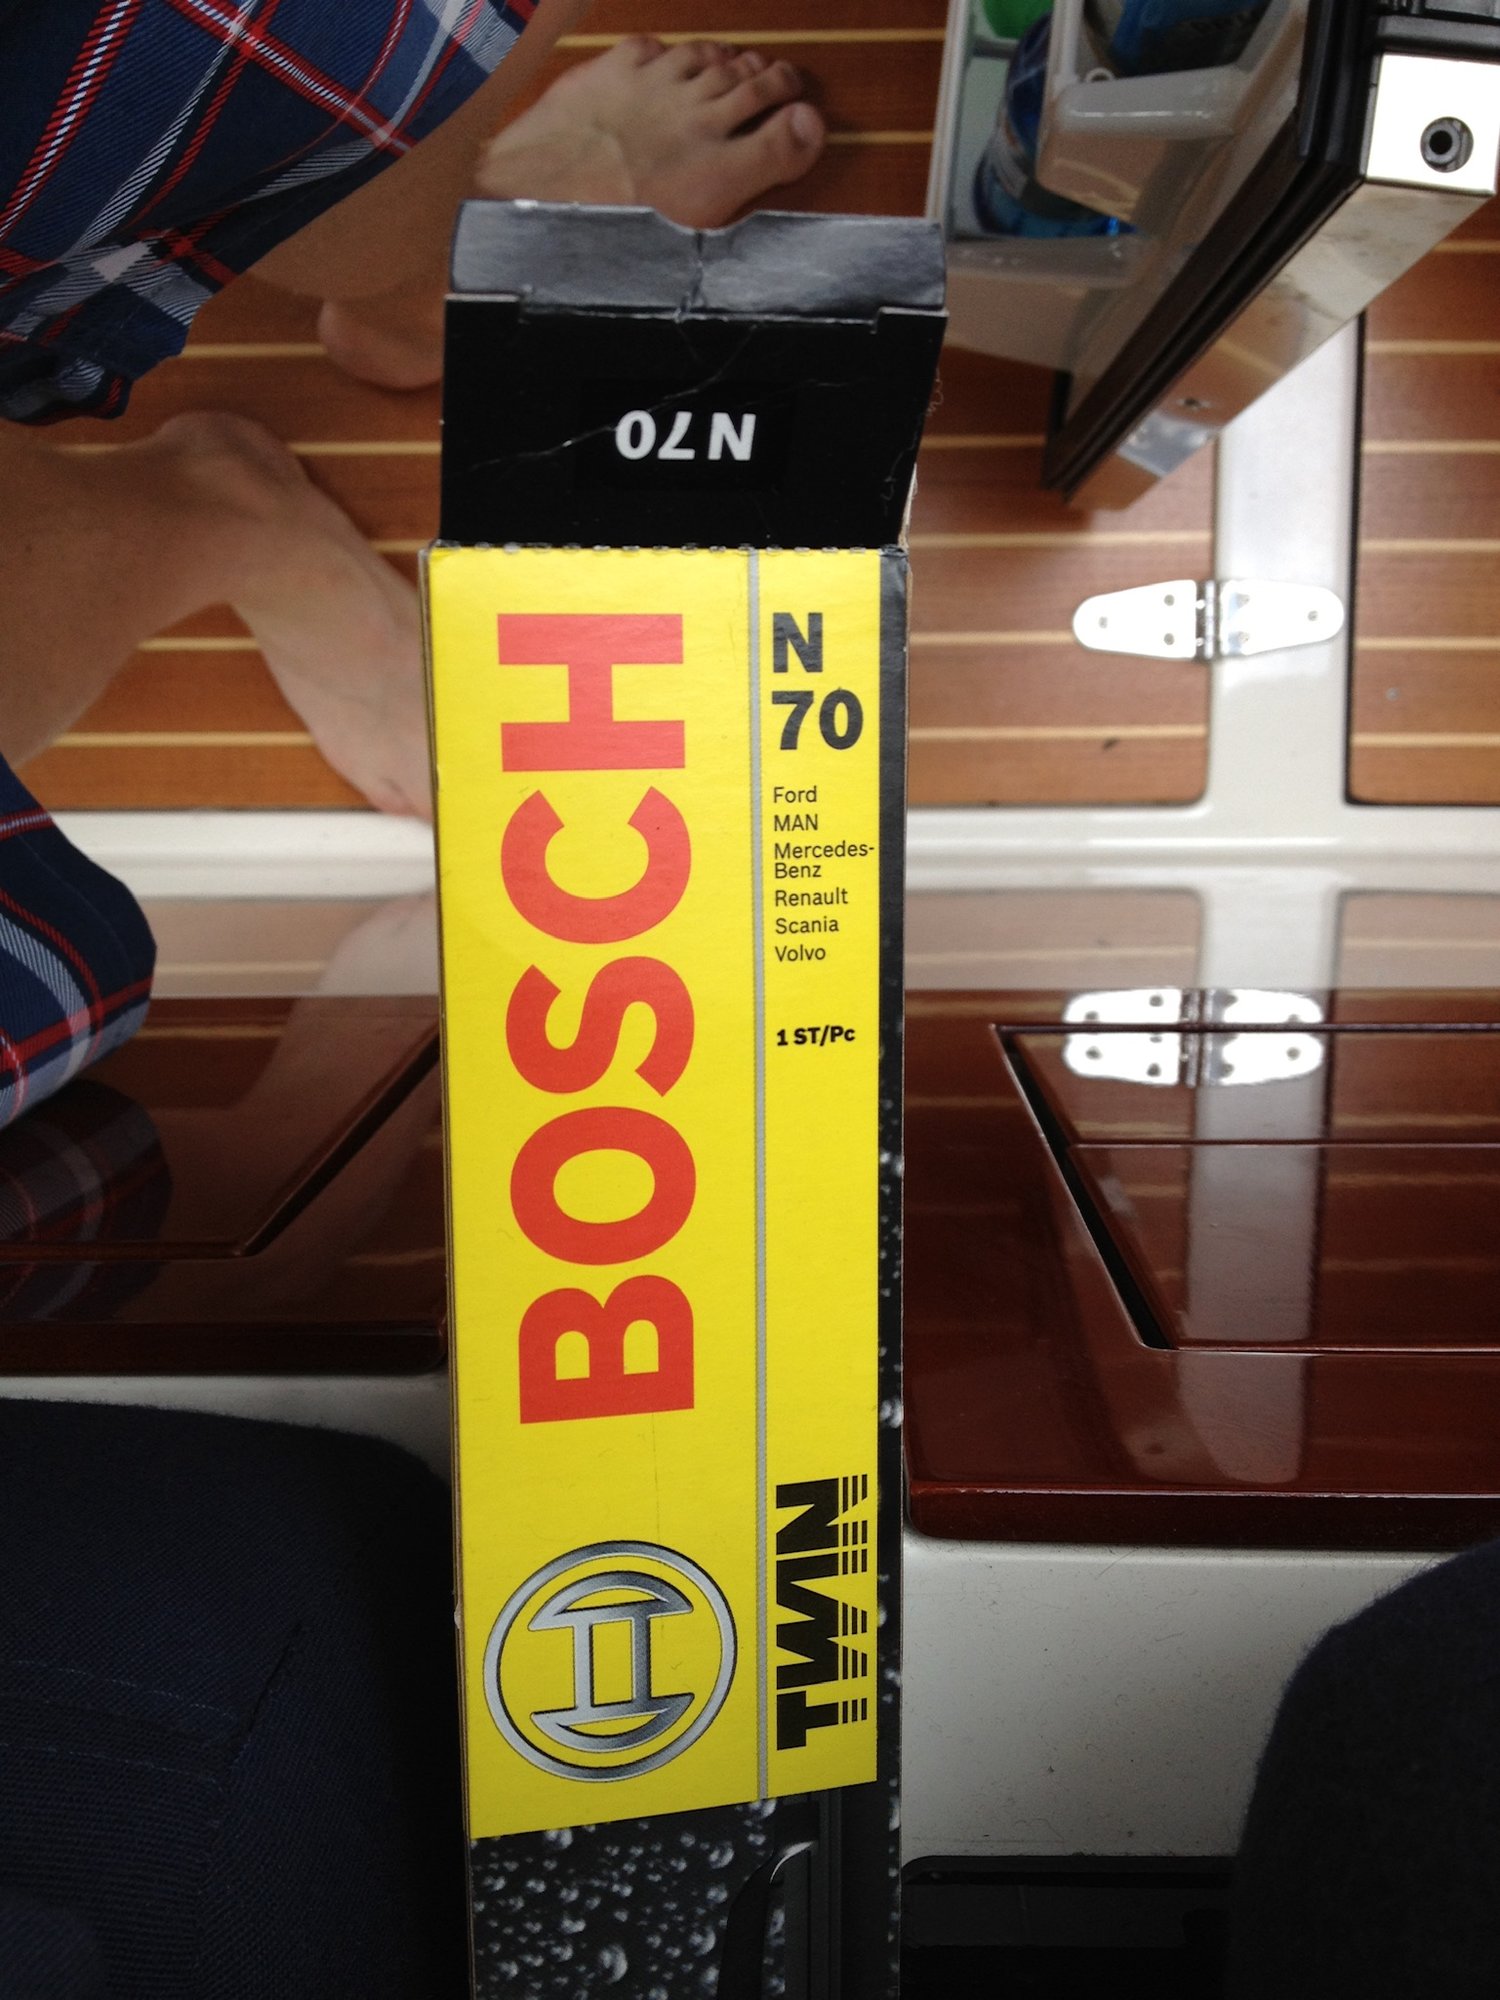 N70
BOSCH
N
70
Ford
MAN
Mercedes-
Benz
Renault
Scania
Volvo
1 ST/Pc
TWIN